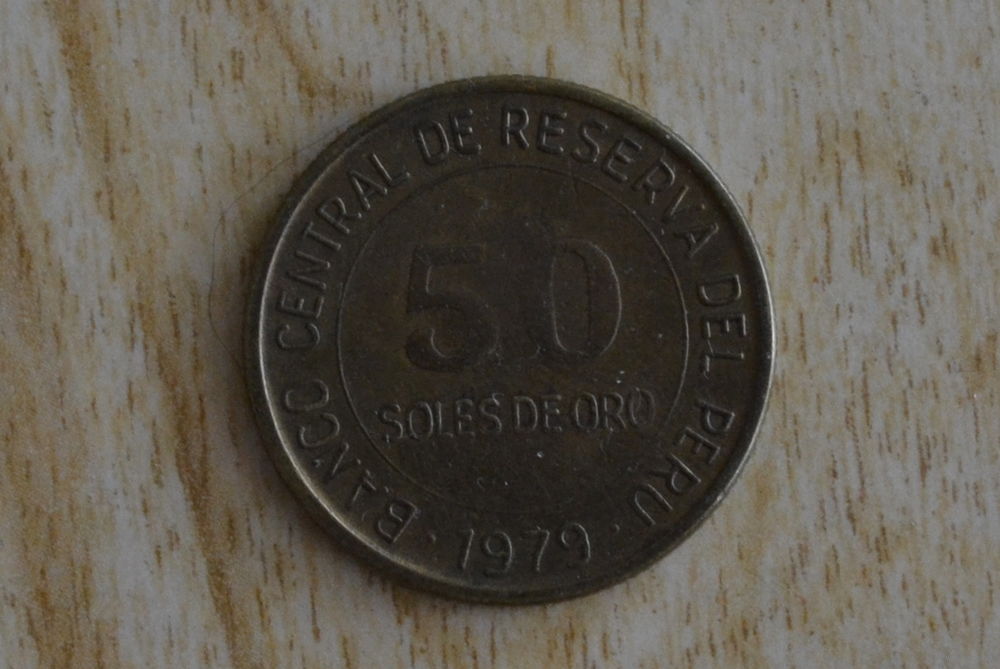 BANCO CENTRAL DE RESERVA DEL PERU
50
SOLES DE ORO
· 1979 ·